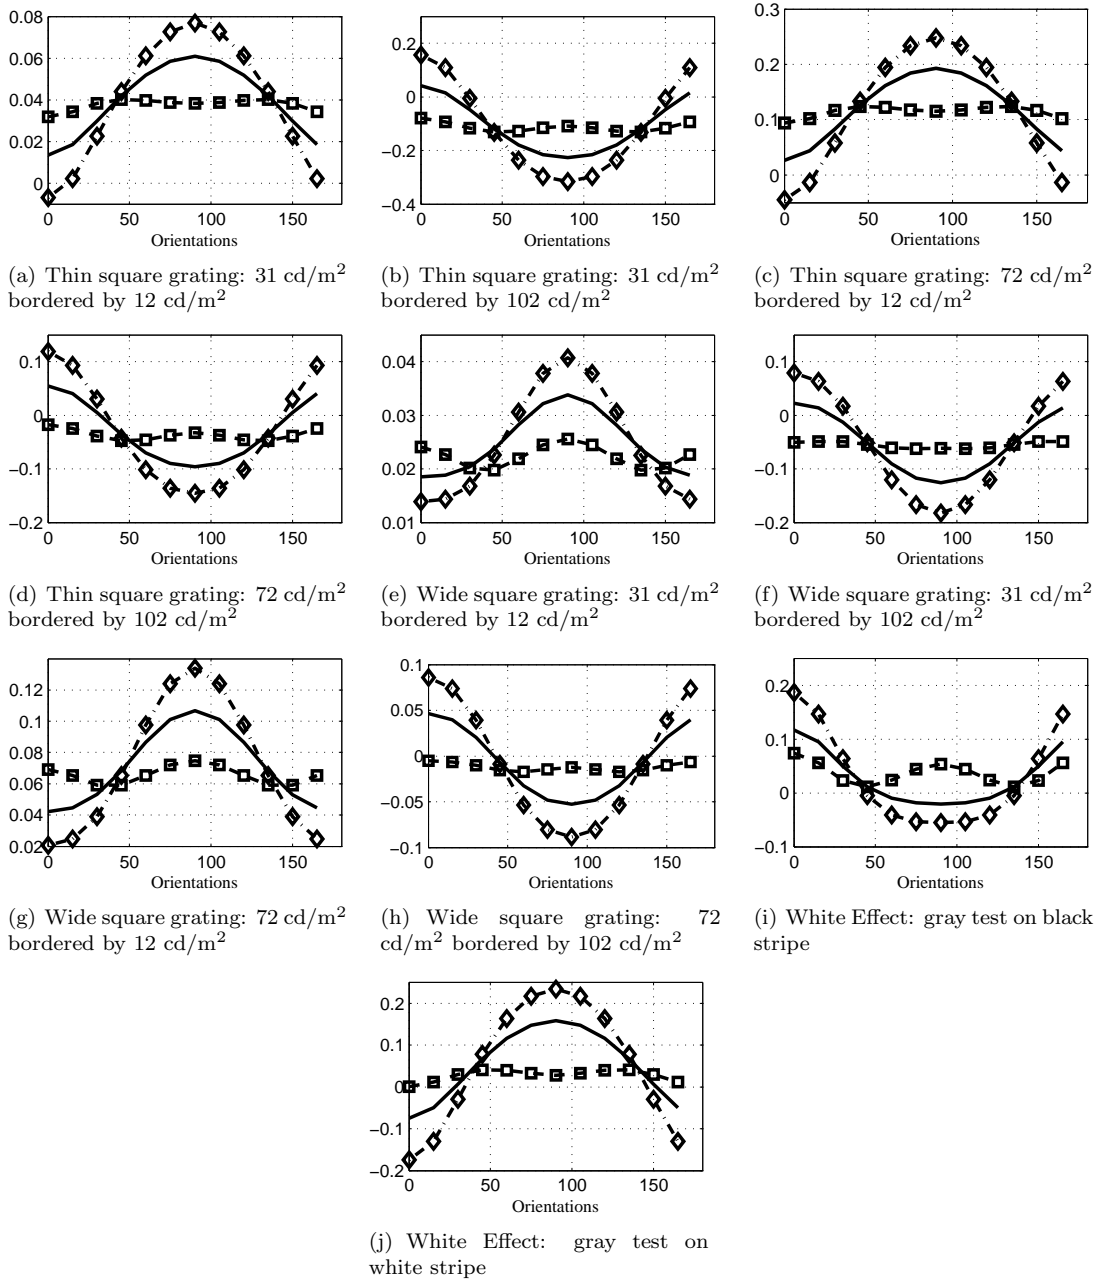 0.08
0.06
0.04
0.02
0
0 50 100 150
Orientations
(a) Thin square grating: 31 cd/m²
bordered by 12 cd/m²
0.2
0
−0.2
−0.4
0 50 100 150
Orientations
(b) Thin square grating: 31 cd/m²
bordered by 102 cd/m²
0.3
0.2
0.1
0
0 50 100 150
Orientations
(c) Thin square grating: 72 cd/m²
bordered by 12 cd/m²
0.1
0
−0.1
−0.2
0 50 100 150
Orientations
(d) Thin square grating: 72 cd/m²
bordered by 102 cd/m²
0.04
0.03
0.02
0.01
0 50 100 150
Orientations
(e) Wide square grating: 31 cd/m²
bordered by 12 cd/m²
0.1
0
−0.1
−0.2
0 50 100 150
Orientations
(f) Wide square grating: 31 cd/m²
bordered by 102 cd/m²
0.12
0.1
0.08
0.06
0.04
0.02
0 50 100 150
Orientations
(g) Wide square grating: 72 cd/m²
bordered by 12 cd/m²
0.1
0.05
0
−0.05
−0.1
0 50 100 150
Orientations
(h) Wide square grating: 72
cd/m² bordered by 102 cd/m²
0.2
0.1
0
−0.1
0 50 100 150
Orientations
(i) White Effect: gray test on black
stripe
0.2
0.1
0
−0.1
−0.2
0 50 100 150
Orientations
(j) White Effect: gray test on
white stripe